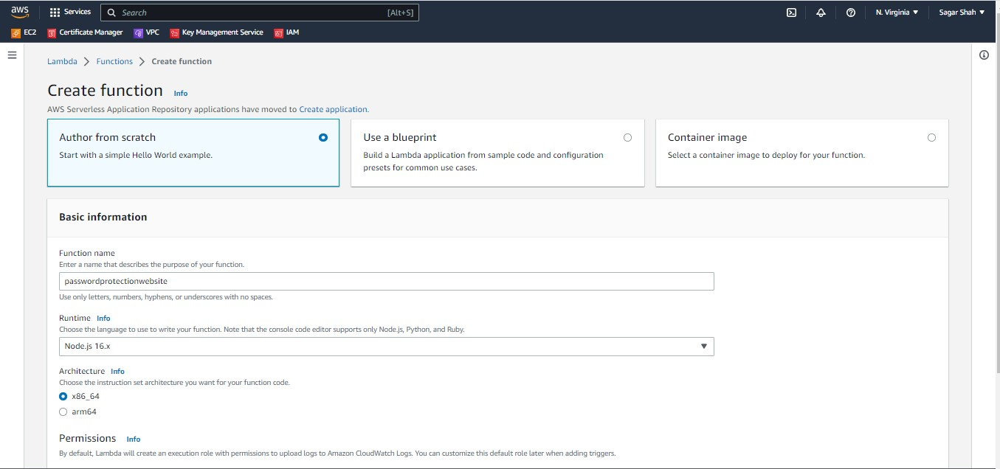 aws Services Search [Alt+S] N. Virginia Sagar Shah
EC2 Certificate Manager VPC Key Management Service IAM
Lambda Functions Create function
Create function Info
AWS Serverless Application Repository applications have moved to Create application.
Author from scratch
Start with a simple Hello World example.
Use a blueprint
Build a Lambda application from sample code and configuration
presets for common use cases.
Container image
Select a container image to deploy for your function.
Basic information
Function name
Enter a name that describes the purpose of your function.
passwordprotectionwebsite
Use only letters, numbers, hyphens, or underscores with no spaces.
Runtime Info
Choose the language to use to write your function. Note that the console code editor supports only Node.js, Python, and Ruby.
Node.js 16.x
Architecture Info
Choose the instruction set architecture you want for your function code.
x86_64
arm64
Permissions Info
By default, Lambda will create an execution role with permissions to upload logs to Amazon CloudWatch Logs. You can customize this default role later when adding triggers.